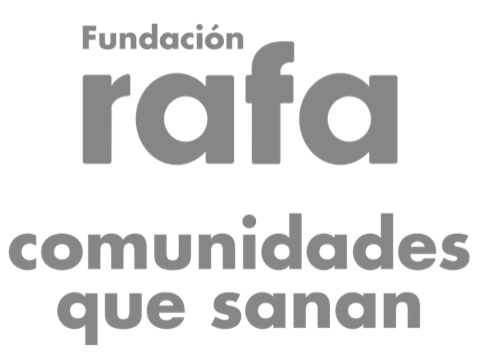 Fundación
rafa
comunidades
que sanan